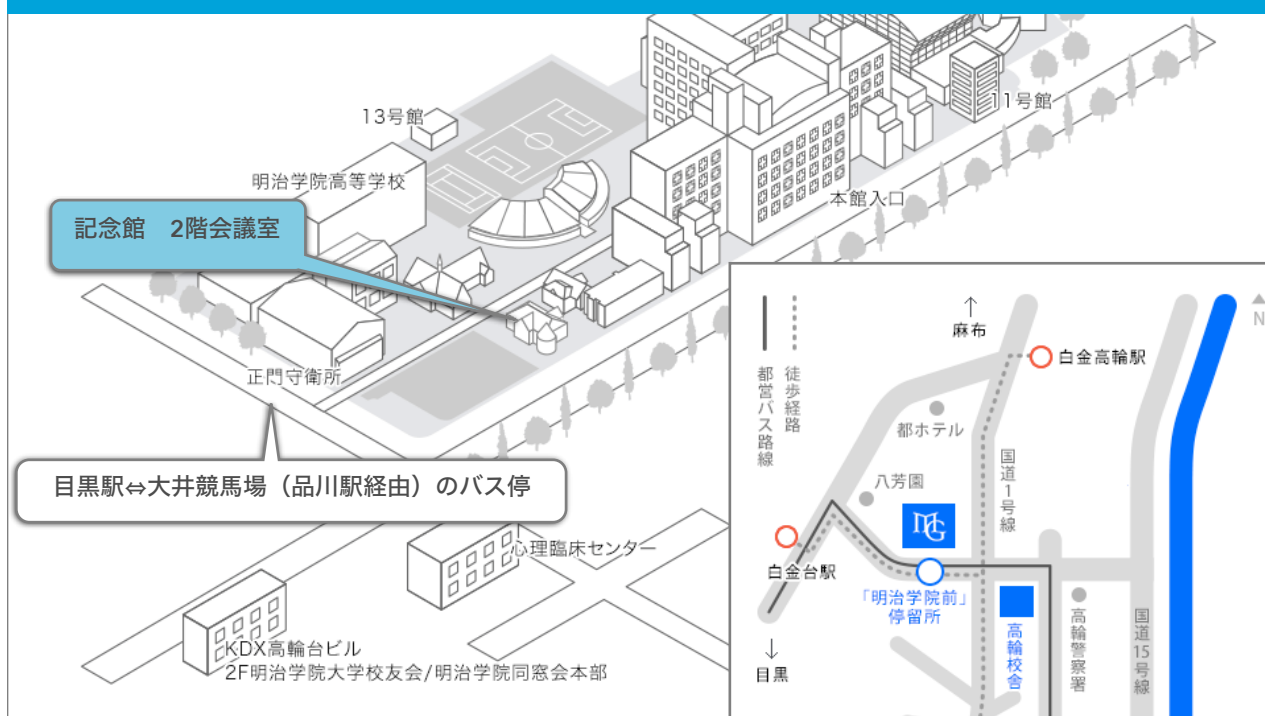 13号館
11号館
明治学院高等学校
本館入口
記念館　2階会議室
正門守衛所
目黒駅⇔大井競馬場（品川駅経由）のバス停
心理臨床センター
KDX高輪台ビル
2F明治学院大学校友会/明治学院同窓会本部
都営バス路線
徒歩経路
↑
麻布
N
白金高輪駅
都ホテル
国道1号線
八芳園
MG
白金台駅
「明治学院前」
停留所
高輪校舎
高輪警察署
国道15号線
↓
目黒